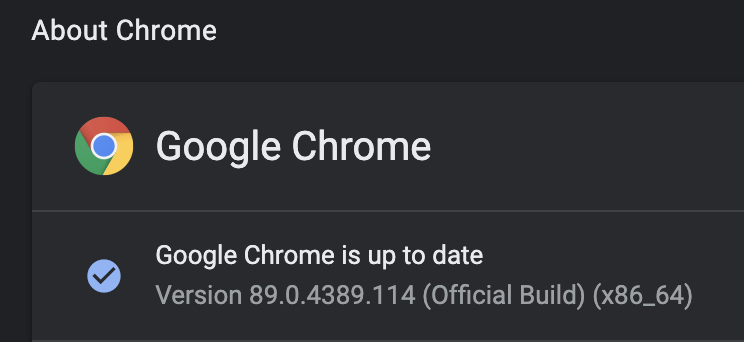 About Chrome
Google Chrome
Google Chrome is up to date
Version 89.0.4389.114 (Official Build) (x86_64)